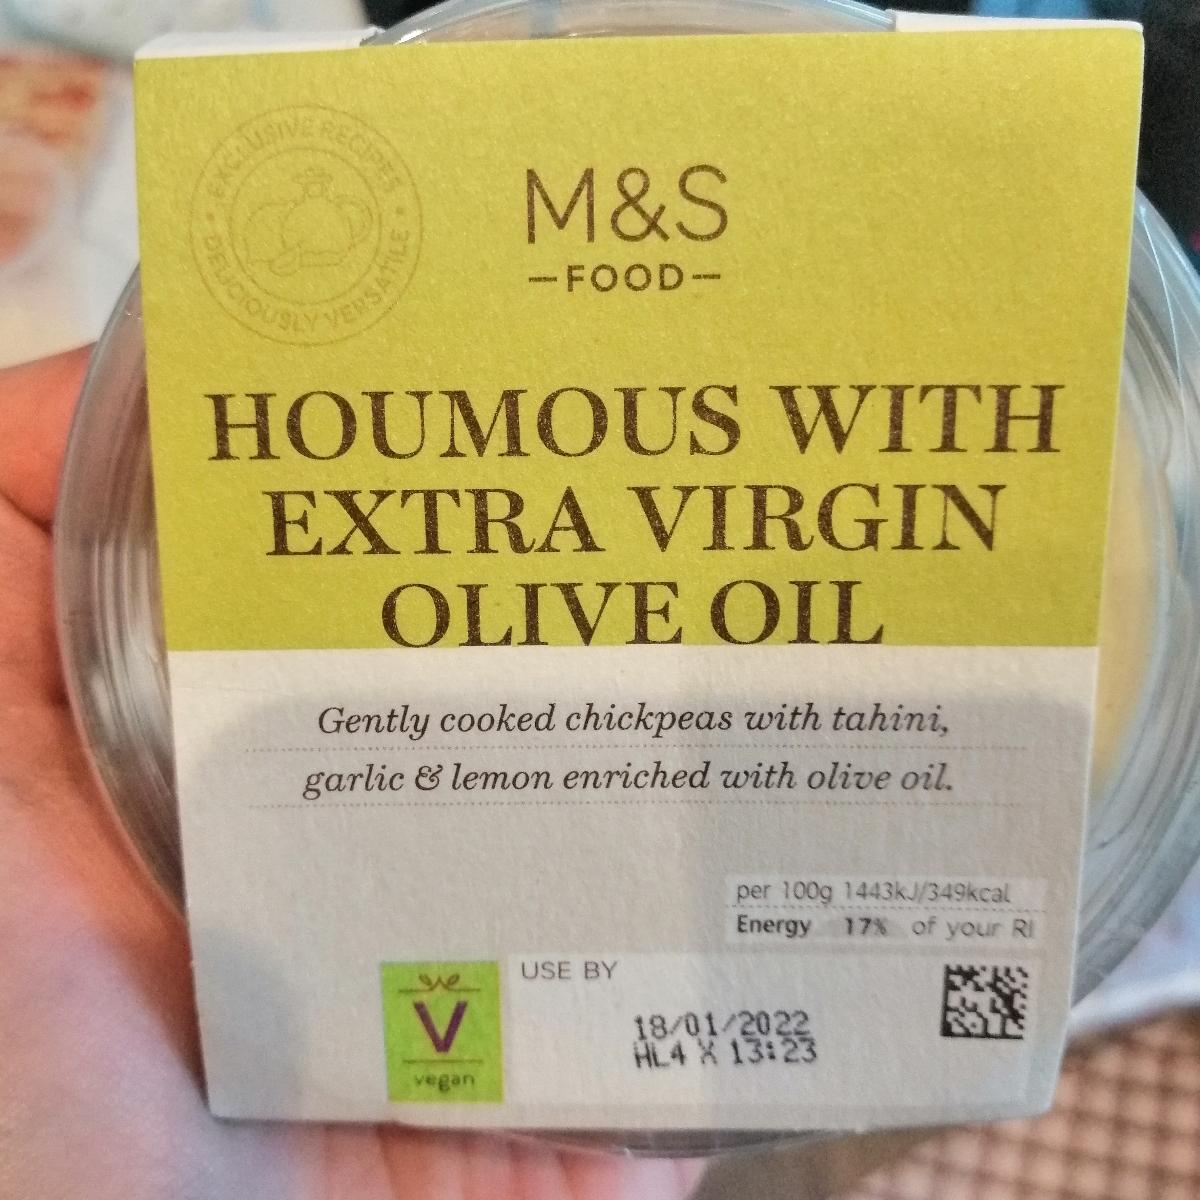 EXCLUSIVE RECIPES
DELICIOUSLY VERSATILE
M&S
FOOD
HOUMOUS WITH
EXTRA VIRGIN
OLIVE OIL
Gently cooked chickpeas with tahini,
garlic & lemon enriched with olive oil.
per 100g 1443kJ/349kcal
Energy 17% of your RI
USE BY
18/01/2022
HL4 X 13:23
V
vegan